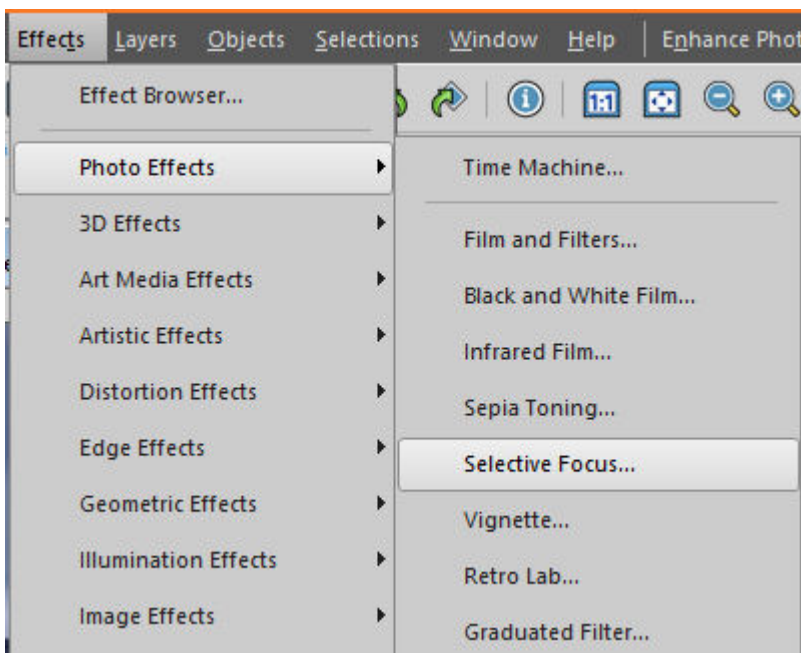 Effects Layers Objects Selections Window Help Enhance Phot
Effect Browser...
1:1
Photo Effects
3D Effects
Art Media Effects
Artistic Effects
Distortion Effects
Edge Effects
Geometric Effects
Illumination Effects
Image Effects
Time Machine...
Film and Filters...
Black and White Film...
Infrared Film...
Sepia Toning...
Selective Focus...
Vignette...
Retro Lab...
Graduated Filter...